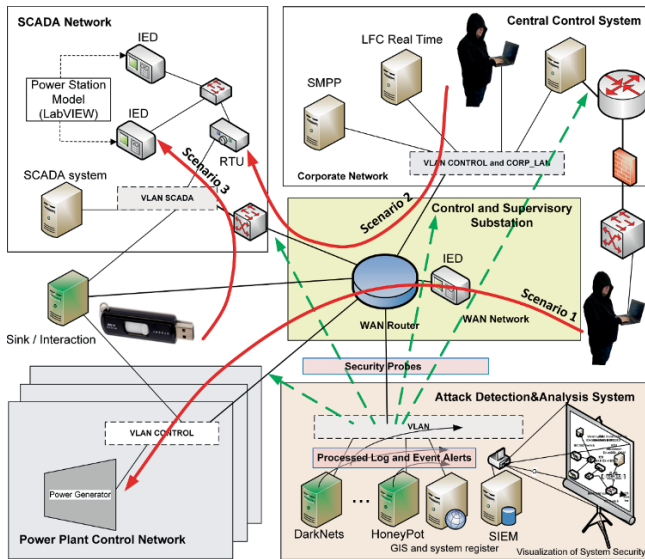 SCADA Network
IED
Power Station
Model
(LabVIEW)
IED
RTU
SCADA system
VLAN SCADA
Scenario 3
Sink / Interaction
Central Control System
LFC Real Time
SMPP
Corporate Network
VLAN CONTROL and CORP_LAN
Scenario 2
Control and Supervisory
Substation
IED
WAN Router
WAN Network
Scenario 1
Security Probes
VLAN CONTROL
Power Generator
Power Plant Control Network
Attack Detection&Analysis System
VLAN
Processed Log and Event Alerts
...
DarkNets
HoneyPot
SIEM
GIS and system register
Visualization of System Security